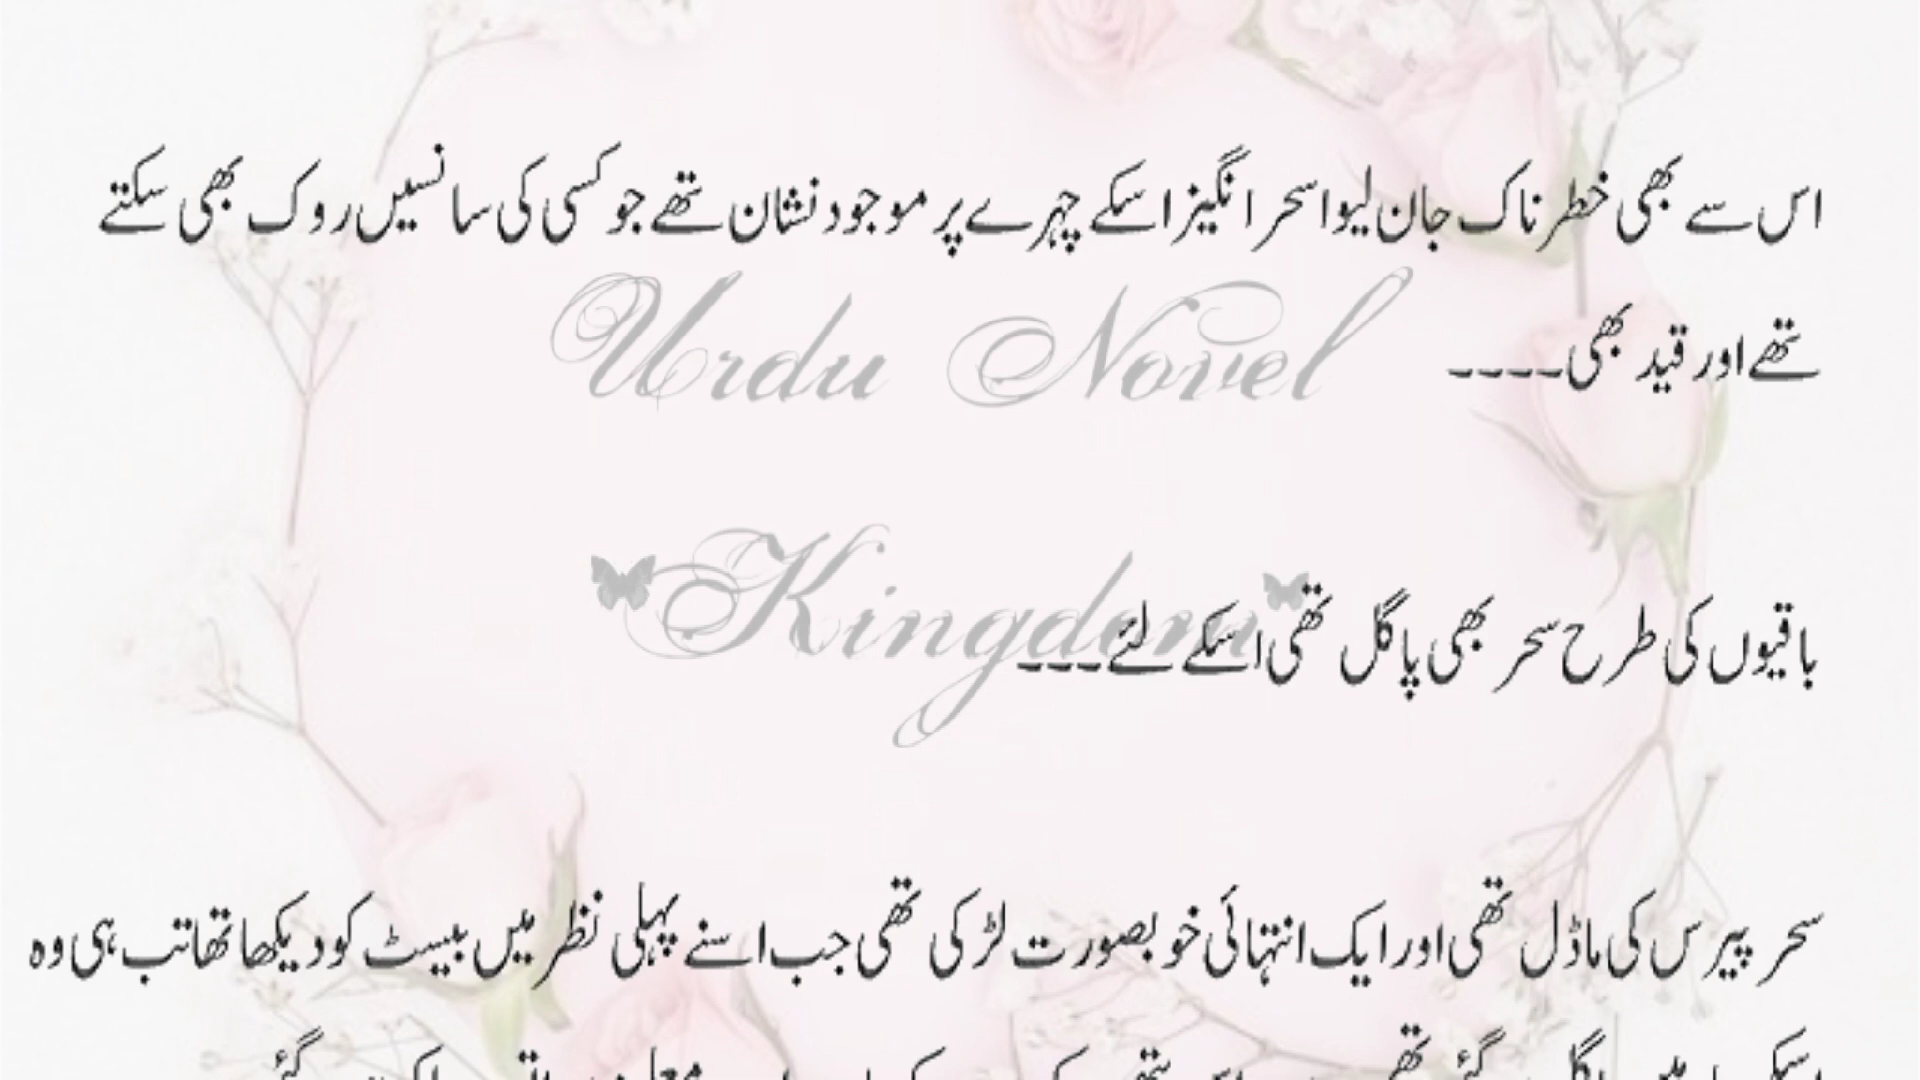 اس سے بھی خطرناک جان لیوا سحر انگیز اسکے چہرے پر موجود نشان تھے جو کسی کی سانسیں روک بھی سکتے
Urdu Novel
تھے اور قید بھی ----
Kingdom
باقیوں کی طرح سحر بھی پاگل تھی اسکے لئے ----
سحر پیرس کی ماڈل تھی اور ایک انتہائی خوبصورت لڑکی تھی جب اسنے پہلی نظر میں بیسٹ کو دیکھا تھا تب ہی وہ